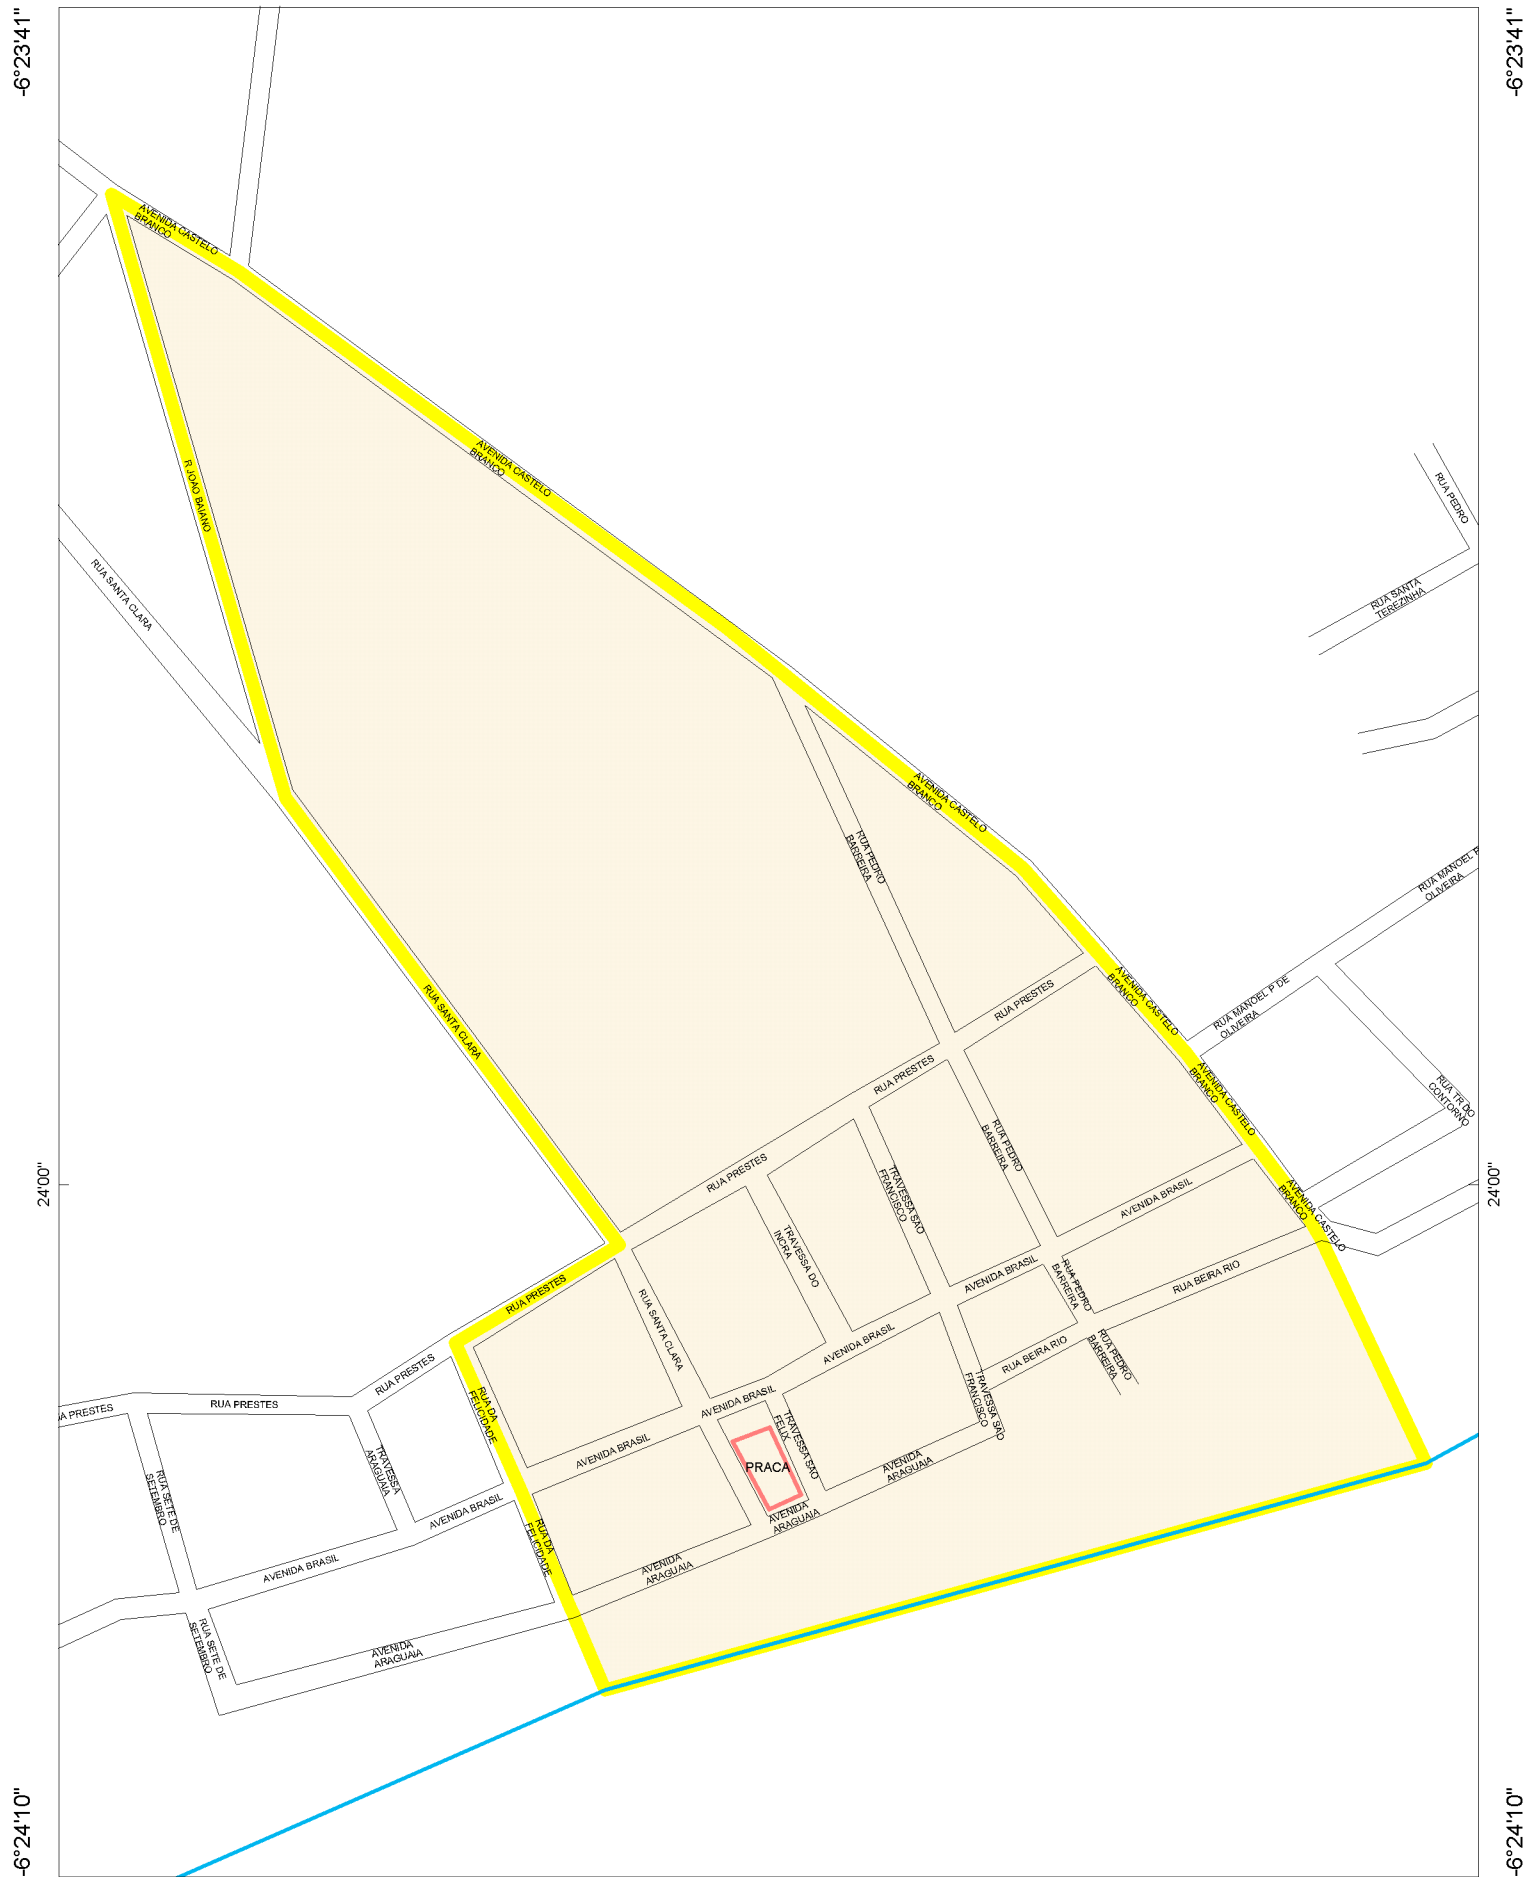 -6°23'41"
-6°23'41"
AVENIDA CASTELO
BRANCO
AVENIDA CASTELO
BRANCO
R JOAO BAIANO
RUA PEDRO
RUA SANTA CLARA
RUA SANTA
TEREZINHA
AVENIDA CASTELO
BRANCO
RUA PEDRO
BARREIRA
RUA MANOEL P
OLIVEIRA
RUA SANTA CLARA
RUA PRESTES
AVENIDA CASTELO
BRANCO
RUA MANOEL P DE
OLIVEIRA
RUA PRESTES
AVENIDA CASTELO
BRANCO
RUA TR DO
CONTORNO
RUA PEDRO
BARREIRA
RUA PRESTES
TRAVESSA SAO
FRANCISCO
24'00"
24'00"
AVENIDA BRASIL
AVENIDA CASTELO
BRANCO
TRAVESSA DO
INCRA
AVENIDA BRASIL
RUA PEDRO
BARREIRA
RUA BEIRA RIO
RUA PRESTES
RUA SANTA CLARA
AVENIDA BRASIL
RUA BEIRA RIO
RUA PEDRO
BARREIRA
RUA PRESTES
A PRESTES
RUA PRESTES
RUA DA
FELICIDADE
AVENIDA BRASIL
TRAVESSA SAO
FRANCISCO
TRAVESSA SAO
FELIX
AVENIDA BRASIL
PRACA
AVENIDA
ARAGUAIA
TRAVESSA
ARAGUAIA
RUA SETE DE
SETEMBRO
AVENIDA BRASIL
AVENIDA
ARAGUAIA
RUA DA
FELICIDADE
AVENIDA BRASIL
AVENIDA
ARAGUAIA
RUA SETE DE
SETEMBRO
AVENIDA
ARAGUAIA
-6°24'10"
-6°24'10"